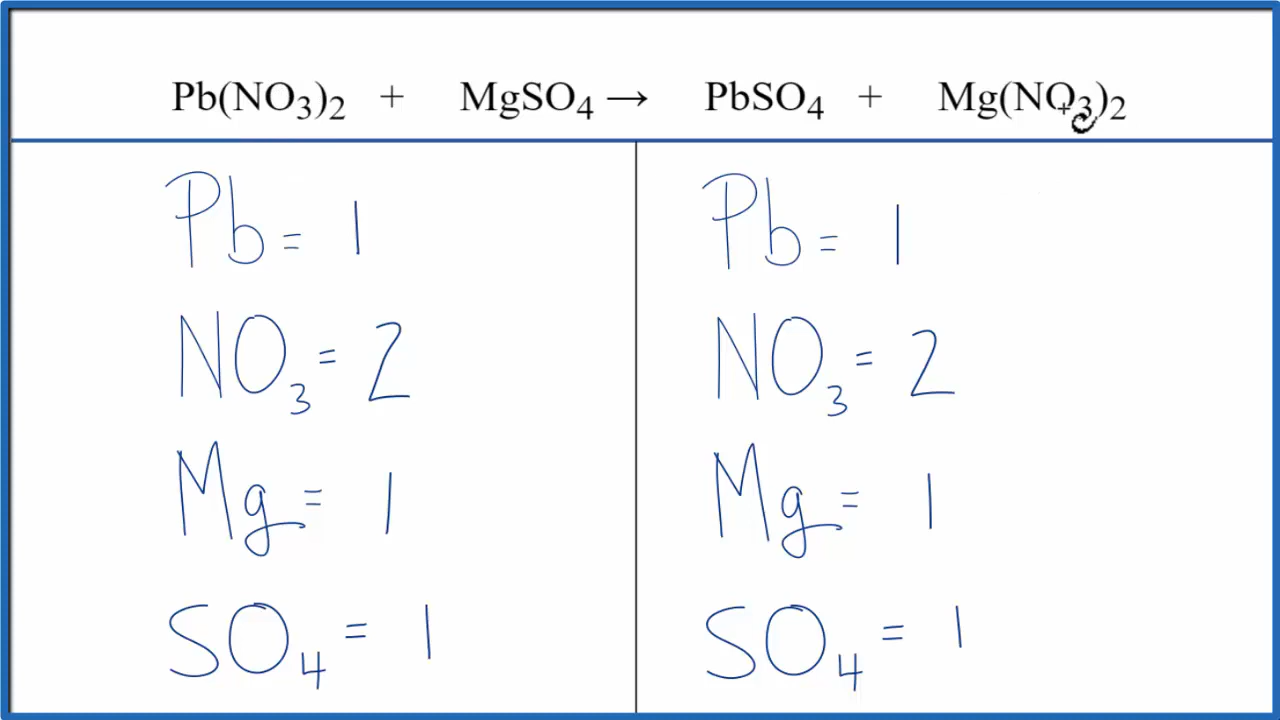 Pb(NO3)2 + MgSO4 → PbSO4 + Mg(NO3)2
Pb = 1
NO3 = 2
Mg = 1
SO4 = 1
Pb = 1
NO3 = 2
Mg = 1
SO4 = 1